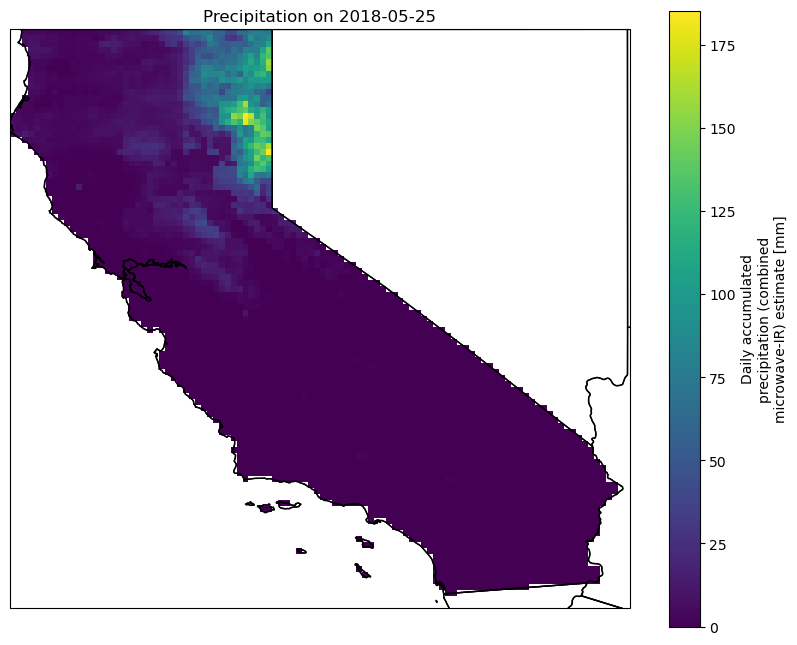 Precipitation on 2018-05-25
175
150
125
100
75
50
25
0
Daily accumulated
precipitation (combined
microwave-IR) estimate [mm]